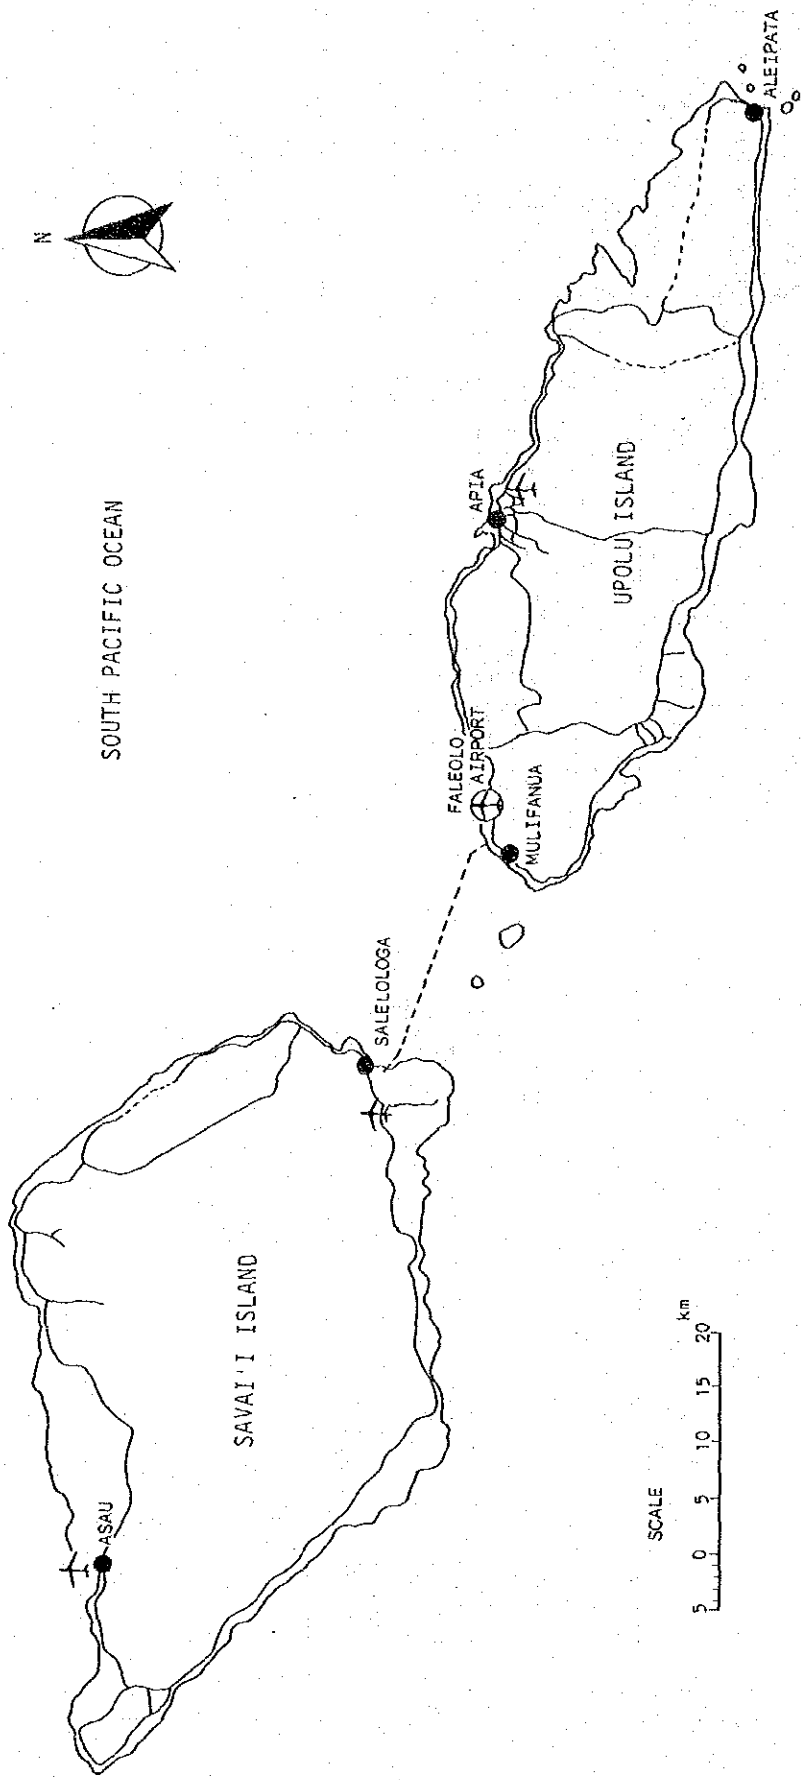 N
SOUTH PACIFIC OCEAN
ASAU
SAVAI'I ISLAND
SALELOLOGA
FALEOLO
AIRPORT
MULIFANUA
APIA
UPOLU ISLAND
ALEIPATA
SCALE
5 0 5 10 15 20 km